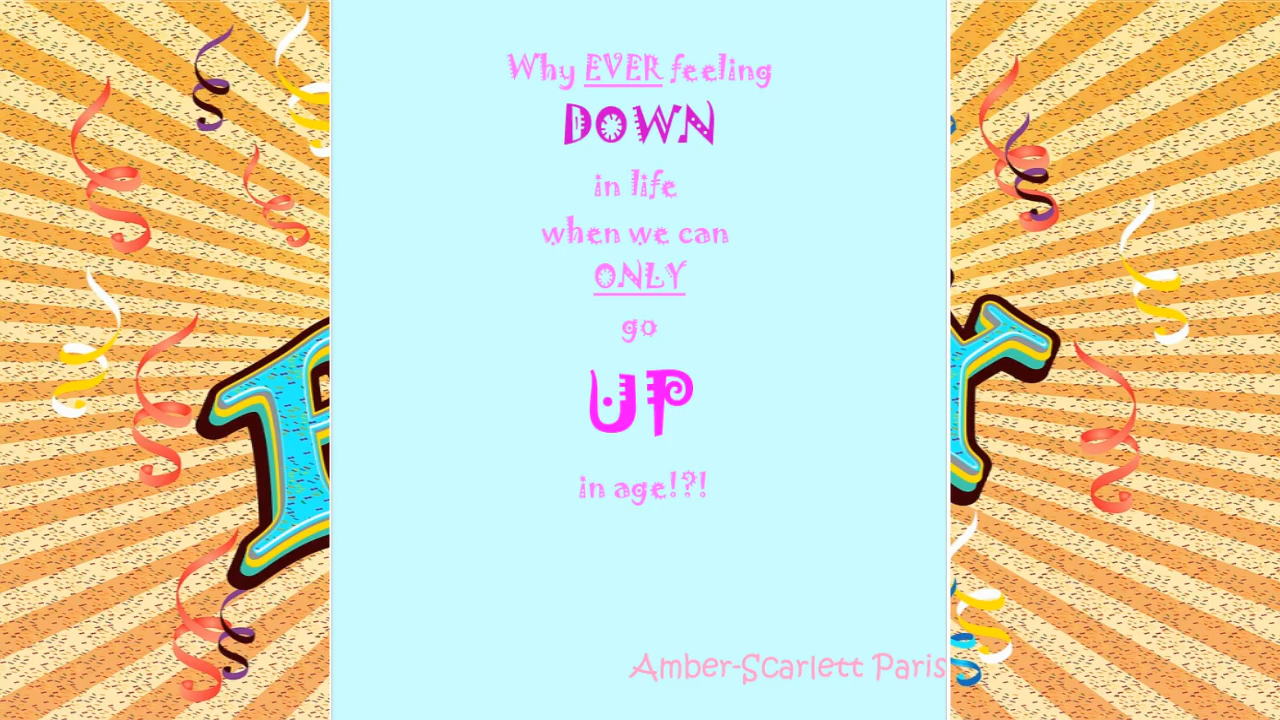 Why EVER feeling
DOWN
in life
when we can
ONLY
go
UP
in age!?!
Amber-Scarlett Paris